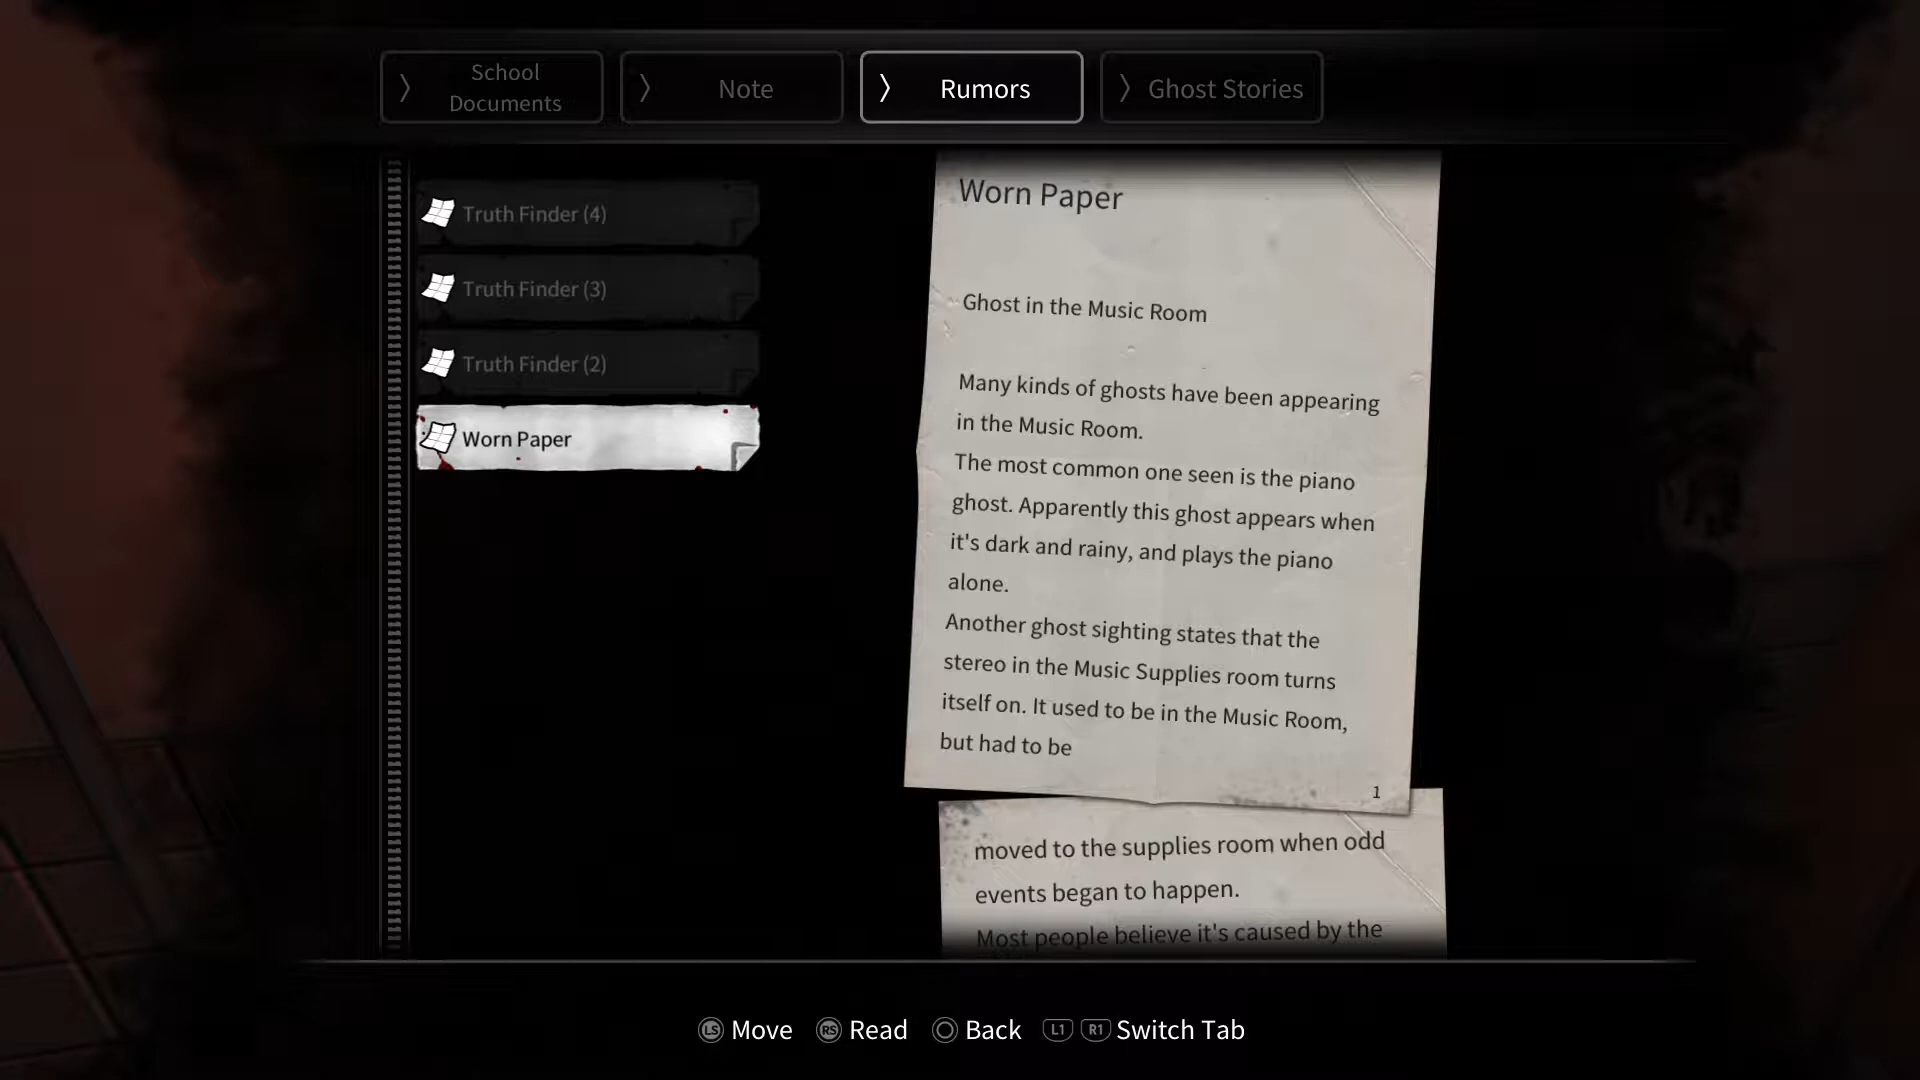 School
Documents
Note
Rumors
Ghost Stories
Truth Finder (4)
Truth Finder (3)
Truth Finder (2)
Worn Paper
Worn Paper
Ghost in the Music Room
Many kinds of ghosts have been appearing
in the Music Room.
The most common one seen is the piano
ghost. Apparently this ghost appears when
it's dark and rainy, and plays the piano
alone.
Another ghost sighting states that the
stereo in the Music Supplies room turns
itself on. It used to be in the Music Room,
but had to be
1
moved to the supplies room when odd
events began to happen.
Most people believe it's caused by the
LS Move RS Read Back L1 R1 Switch Tab